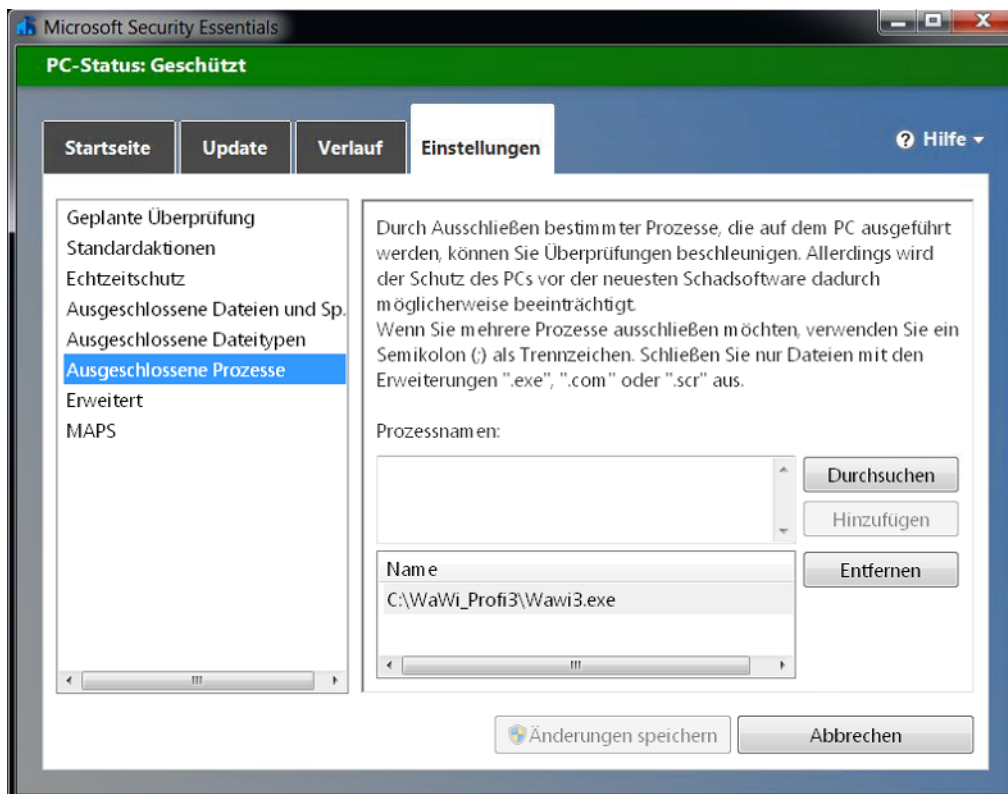 Microsoft Security Essentials
PC-Status: Geschützt
Startseite
Update
Verlauf
Einstellungen
Hilfe
Geplante Überprüfung
Standardaktionen
Echtzeitschutz
Ausgeschlossene Dateien und Sp.
Ausgeschlossene Dateitypen
Ausgeschlossene Prozesse
Erweitert
MAPS
Durch Ausschließen bestimmter Prozesse, die auf dem PC ausgeführt
werden, können Sie Überprüfungen beschleunigen. Allerdings wird
der Schutz des PCs vor der neuesten Schadsoftware dadurch
möglicherweise beeinträchtigt.
Wenn Sie mehrere Prozesse ausschließen möchten, verwenden Sie ein
Semikolon (;) als Trennzeichen. Schließen Sie nur Dateien mit den
Erweiterungen ".exe", ".com" oder ".scr" aus.
Prozessnamen:
Durchsuchen
Hinzufügen
Name
C:\WaWi_Profi3\Wawi3.exe
Entfernen
Änderungen speichern
Abbrechen